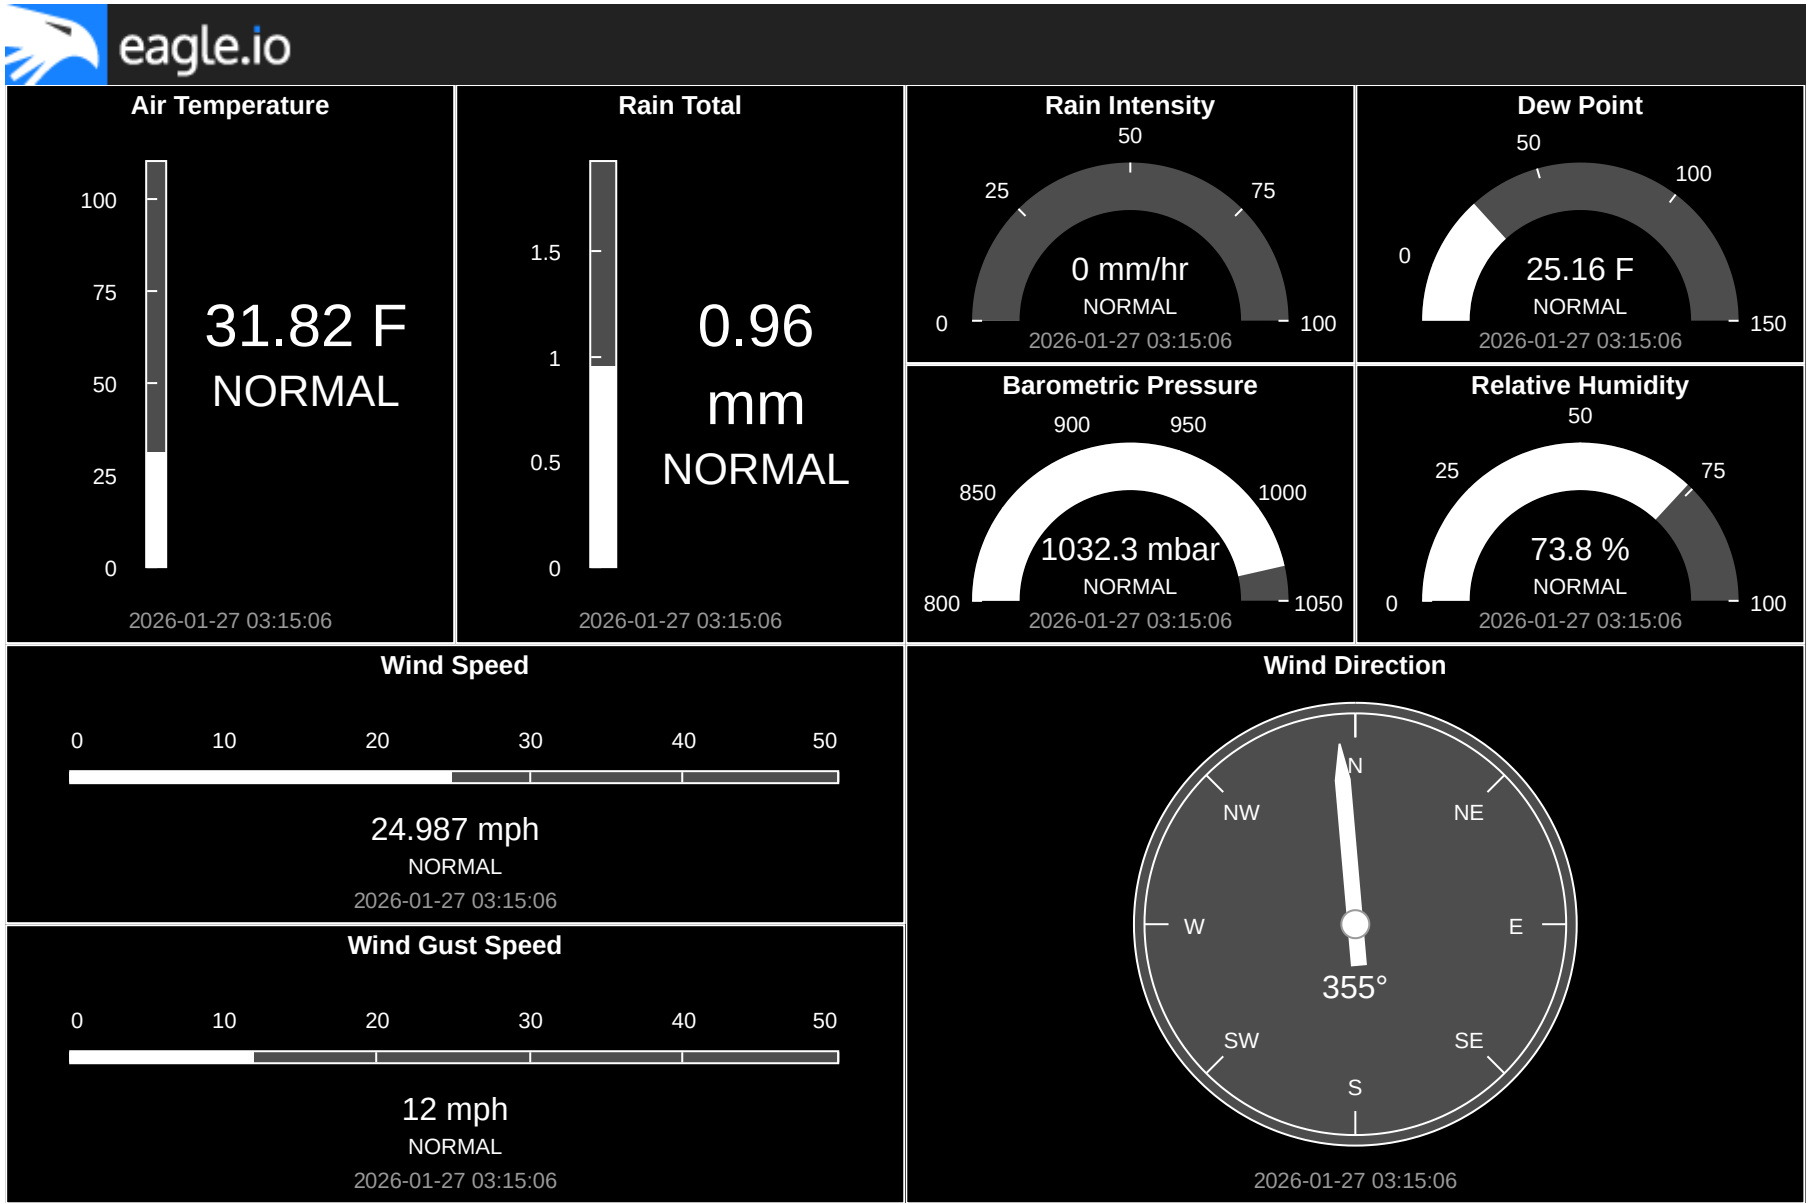 eagle.io
Air Temperature
100
75
50
25
0
31.82 F
NORMAL
2026-01-27 03:15:06
Rain Total
1.5
1
0.5
0
0.96
mm
NORMAL
2026-01-27 03:15:06
Rain Intensity
50
25
75
0
100
0 mm/hr
NORMAL
2026-01-27 03:15:06
Dew Point
50
100
0
150
25.16 F
NORMAL
2026-01-27 03:15:06
Barometric Pressure
900
950
850
1000
800
1050
1032.3 mbar
NORMAL
2026-01-27 03:15:06
Relative Humidity
50
25
75
0
100
73.8 %
NORMAL
2026-01-27 03:15:06
Wind Speed
0 10 20 30 40 50
24.987 mph
NORMAL
2026-01-27 03:15:06
Wind Gust Speed
0 10 20 30 40 50
12 mph
NORMAL
2026-01-27 03:15:06
Wind Direction
N
NW
NE
W
E
355°
SW
SE
S
2026-01-27 03:15:06